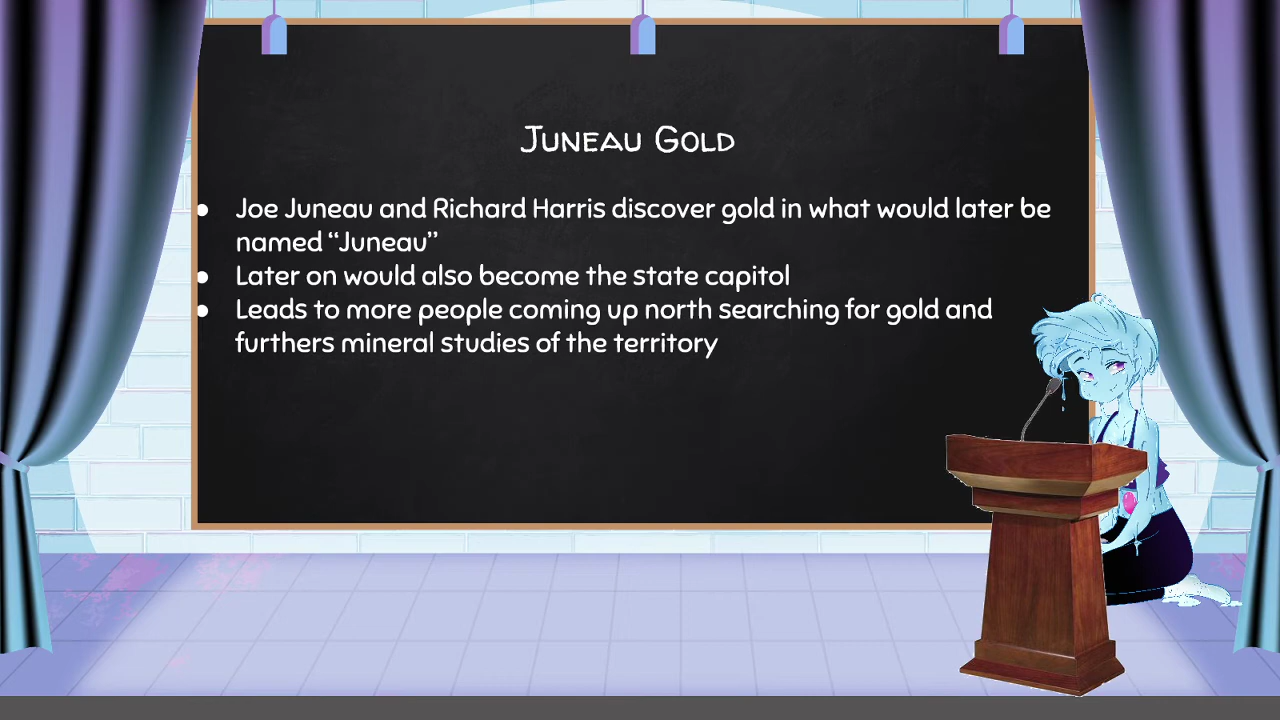 Juneau Gold
● Joe Juneau and Richard Harris discover gold in what would later be
named “Juneau”
● Later on would also become the state capitol
● Leads to more people coming up north searching for gold and
furthers mineral studies of the territory